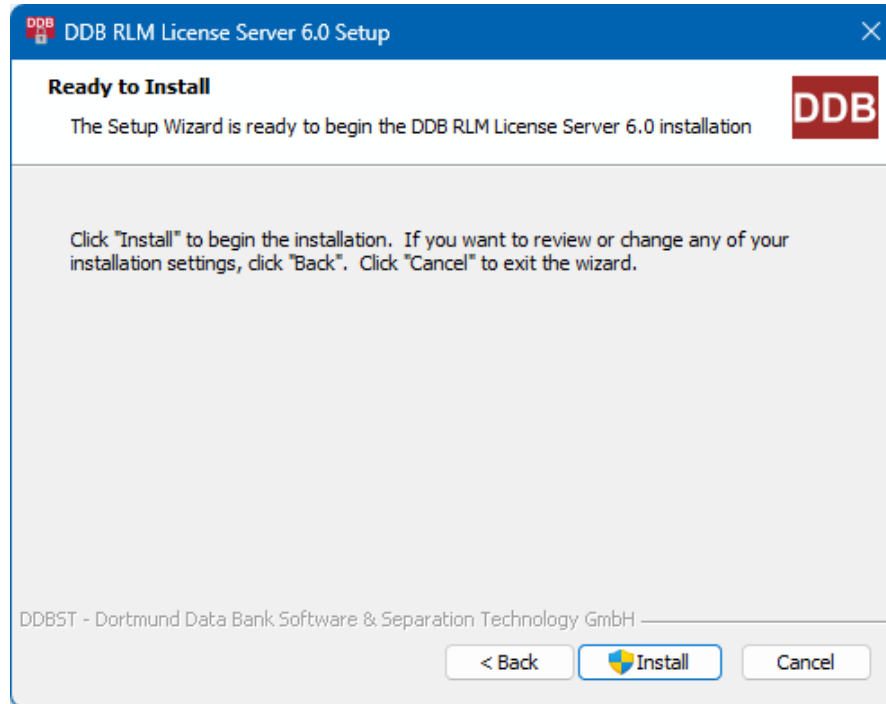 DDB
DDB RLM License Server 6.0 Setup
Ready to Install
The Setup Wizard is ready to begin the DDB RLM License Server 6.0 installation
DDB
Click "Install" to begin the installation.  If you want to review or change any of your
installation settings, click "Back".  Click "Cancel" to exit the wizard.
DDBST - Dortmund Data Bank Software & Separation Technology GmbH
< Back
Install
Cancel